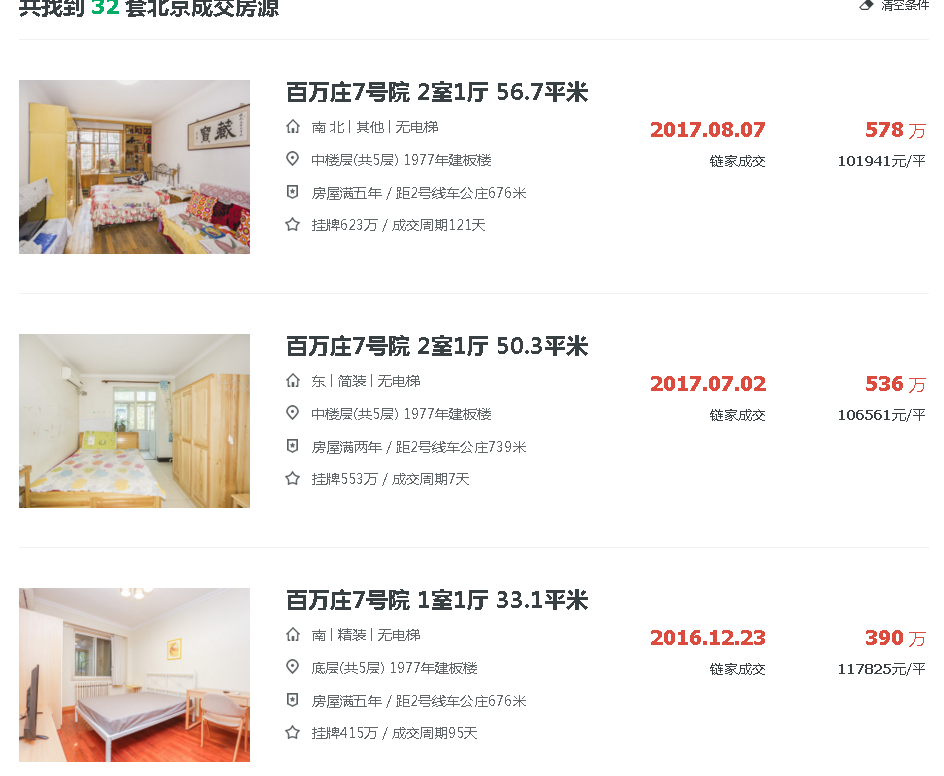 共找到 32 套北京成交房源
清空条件
百万庄7号院 2室1厅 56.7平米
南 北 | 其他 | 无电梯
2017.08.07
578 万
中楼层(共5层) 1977年建板楼
链家成交
101941元/平
房屋满五年 / 距2号线车公庄676米
挂牌623万 / 成交周期121天
百万庄7号院 2室1厅 50.3平米
东 | 简装 | 无电梯
2017.07.02
536 万
中楼层(共5层) 1977年建板楼
链家成交
106561元/平
房屋满两年 / 距2号线车公庄739米
挂牌553万 / 成交周期7天
百万庄7号院 1室1厅 33.1平米
南 | 精装 | 无电梯
2016.12.23
390 万
底层(共5层) 1977年建板楼
链家成交
117825元/平
房屋满五年 / 距2号线车公庄676米
挂牌415万 / 成交周期95天